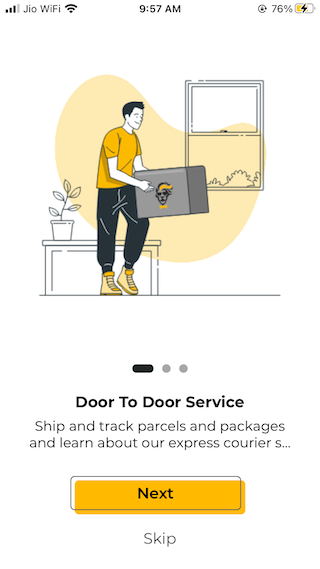 Jio WiFi 9:57 AM 76%
Door To Door Service
Ship and track parcels and packages
and learn about our express courier s...
Next
Skip